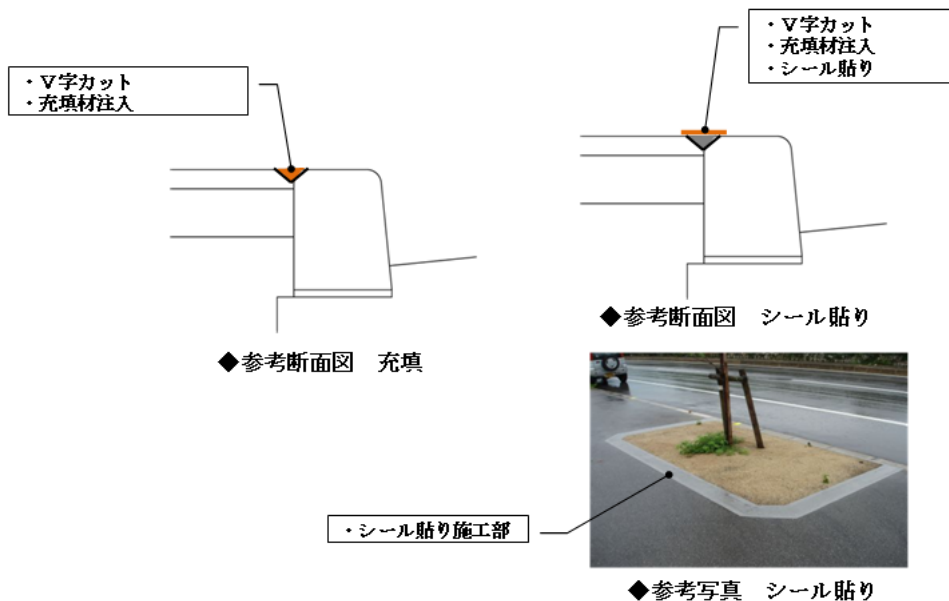 ・V字カット
・充填材注入
・V字カット
・充填材注入
・シール貼り
◆参考断面図　充填
◆参考断面図　シール貼り
・シール貼り施工部
◆参考写真　シール貼り